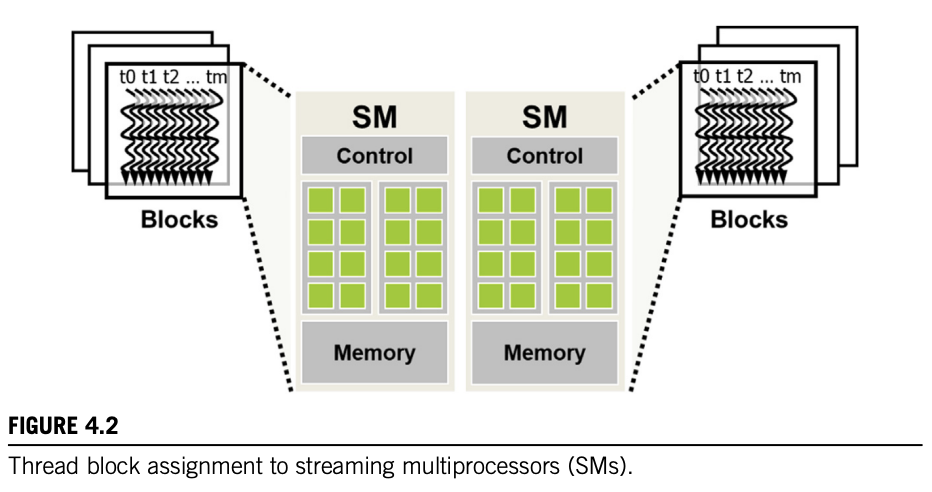 t0 t1 t2 ... tm
Blocks
SM
Control
Memory
SM
Control
Memory
t0 t1 t2 ... tm
Blocks
FIGURE 4.2
Thread block assignment to streaming multiprocessors (SMs).